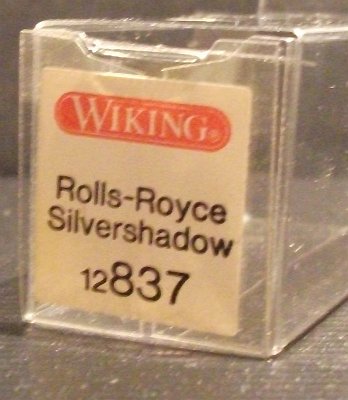 WIKING®
Rolls-Royce
Silvershadow
12837